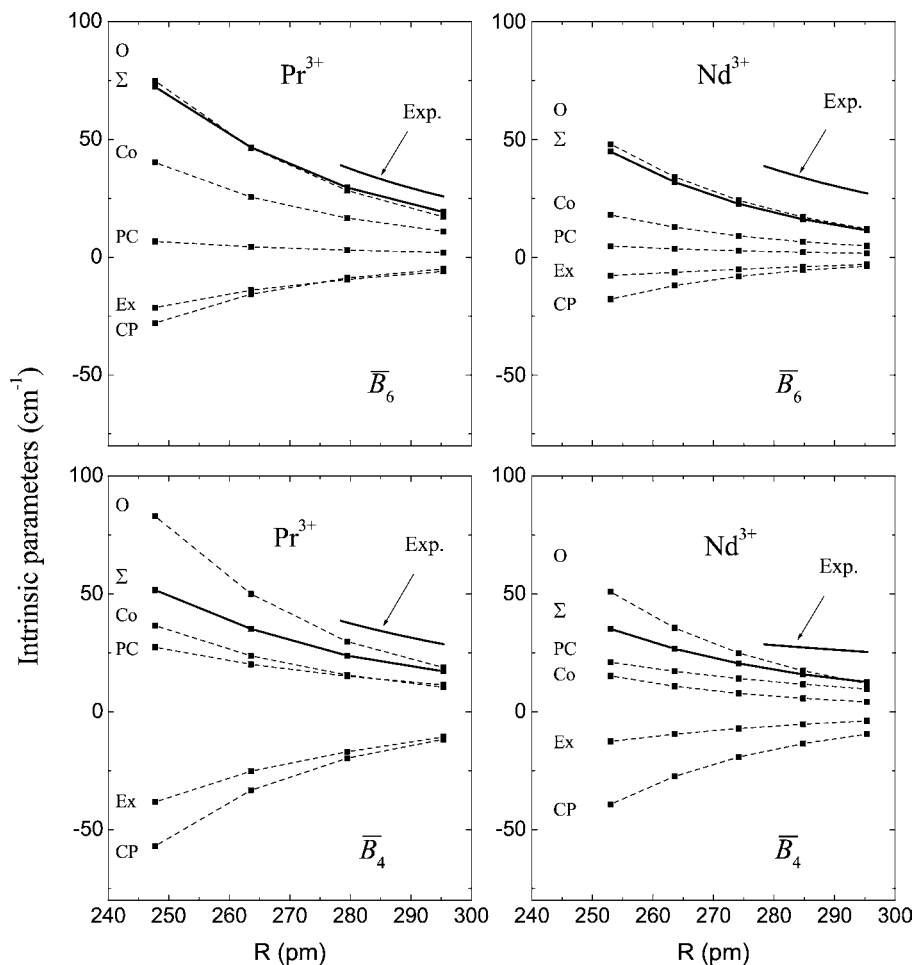 Intrinsic parameters (cm⁻¹)
100
50
0
-50
O
Σ
Co
PC
Ex
CP
Pr³⁺
Exp.
B̅₆
100
50
0
-50
O
Σ
Co
PC
Ex
CP
Nd³⁺
Exp.
B̅₆
100
50
0
-50
O
Σ
Co
PC
Ex
CP
Pr³⁺
Exp.
B̅₄
240 250 260 270 280 290 300
R (pm)
100
50
0
-50
O
Σ
PC
Co
Ex
CP
Nd³⁺
Exp.
B̅₄
240 250 260 270 280 290 300
R (pm)